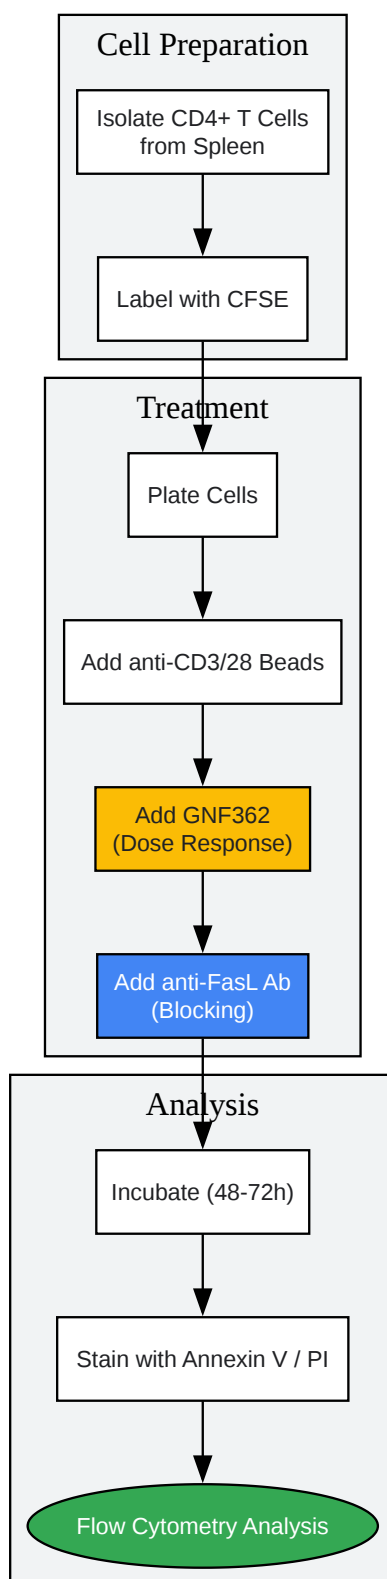 Cell Preparation
Isolate CD4+ T Cells
from Spleen
Label with CFSE
Treatment
Plate Cells
Add anti-CD3/28 Beads
Add GNF362
(Dose Response)
Add anti-FasL Ab
(Blocking)
Analysis
Incubate (48-72h)
Stain with Annexin V / PI
Flow Cytometry Analysis